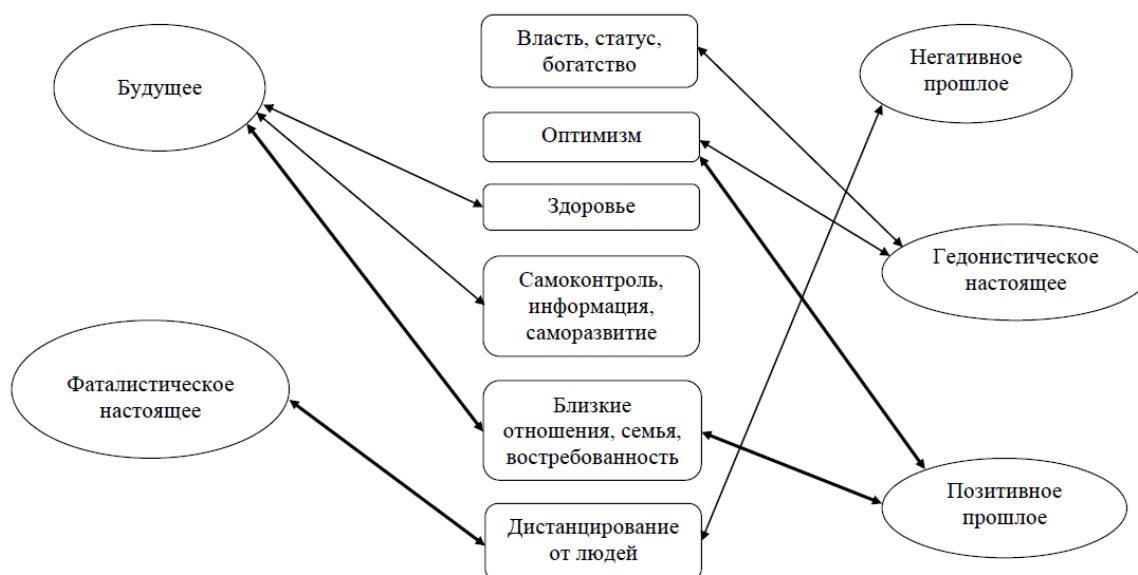 Будущее
Фаталистическое
настоящее
Власть, статус,
богатство
Оптимизм
Здоровье
Самоконтроль,
информация,
саморазвитие
Близкие
отношения, семья,
востребованность
Дистанцирование
от людей
Негативное
прошлое
Гедонистическое
настоящее
Позитивное
прошлое